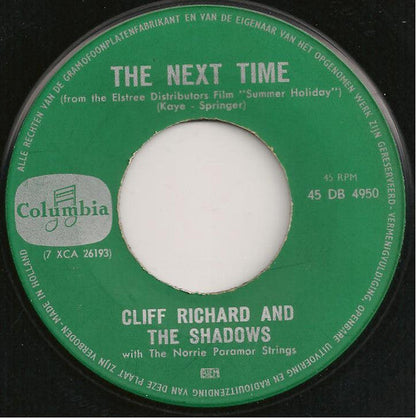 THE NEXT TIME
(from the Elstree Distributors Film "Summer Holiday")
(Kaye - Springer)
45 RPM
45 DB 4950
Columbia
(7 XCA 26193)
CLIFF RICHARD AND
THE SHADOWS
with The Norrie Paramor Strings
ALLE RECHTEN VAN DE GRAMOFOONPLATENFABRIKANT EN VAN DE EIGENAAR VAN HET OPGENOMEN WERK ZIJN GERESERVEERD. VERMENIGVULDIGING, OPENBARE UITVOERING EN RADIOUITZENDING VAN DEZE PLAAT ZIJN VERBODEN
MADE IN HOLLAND